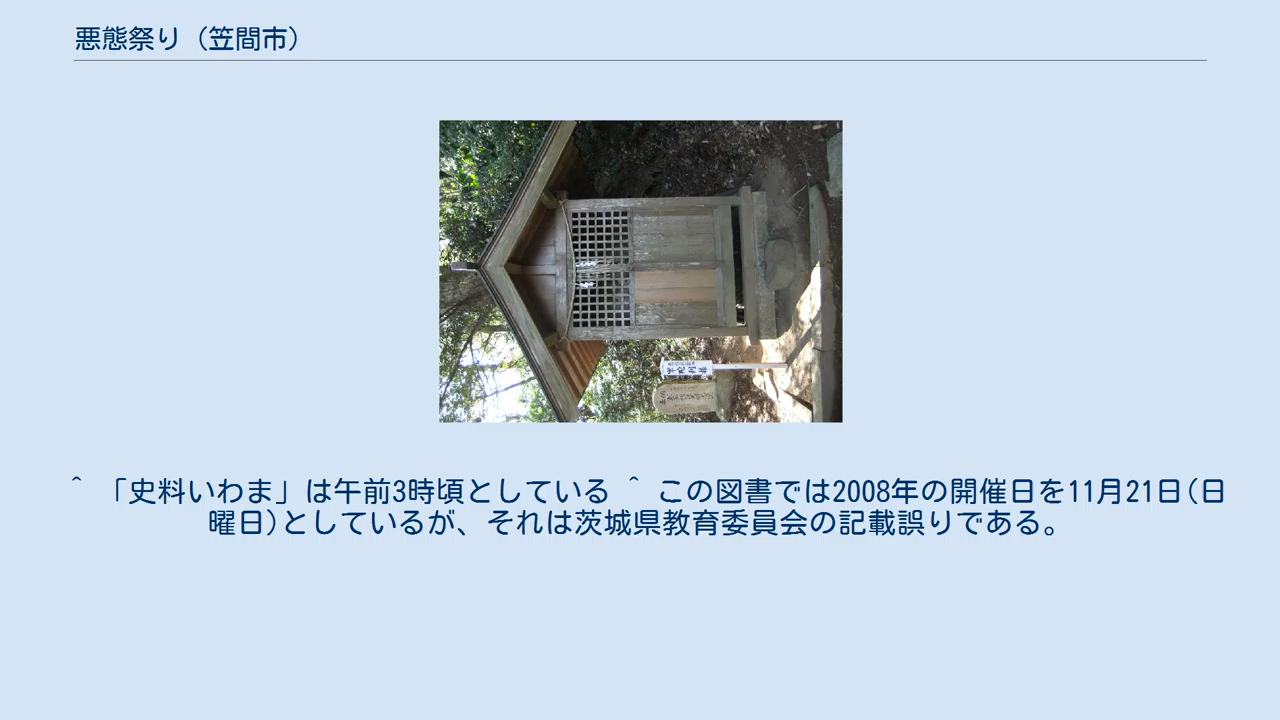 悪態祭り（笠間市）
^ 「史料いわま」は午前3時頃としている ^ この図書では2008年の開催日を11月21日(日
曜日)としているが、それは茨城県教育委員会の記載誤りである。